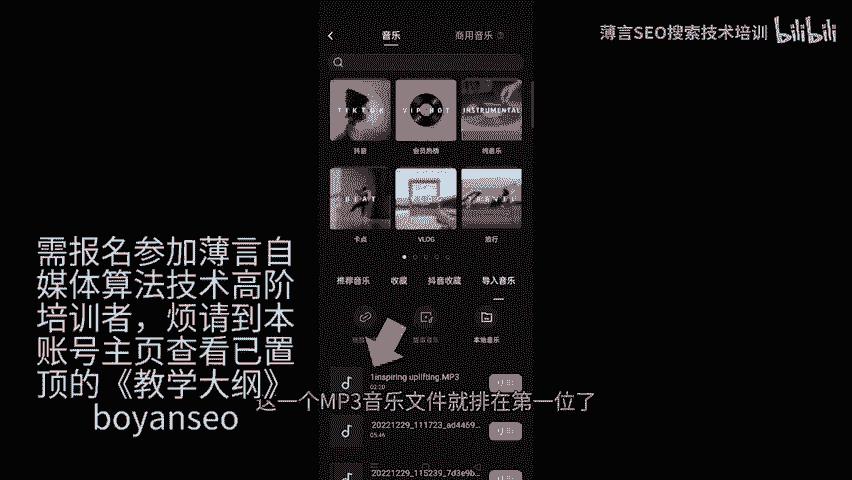 音乐
商用音乐
薄言SEO搜索技术培训
bilibili
TIKTOK
VIP HOT
INSTRUMENTAL
抖音
会员热榜
纯音乐
BEAT
VLOG
旅行
卡点
推荐音乐
收藏
抖音收藏
导入音乐
本地音乐
1inspiring uplifting.MP3
02:20
20221229_111723_ad4469...
05:46
20221229_115239_7d3e9b...
需报名参加薄言自
媒体算法技术高阶
培训者，烦请到本
账号主页查看已置
顶的《教学大纲》
boyanseo
这一个MP3音乐文件就排在第一位了